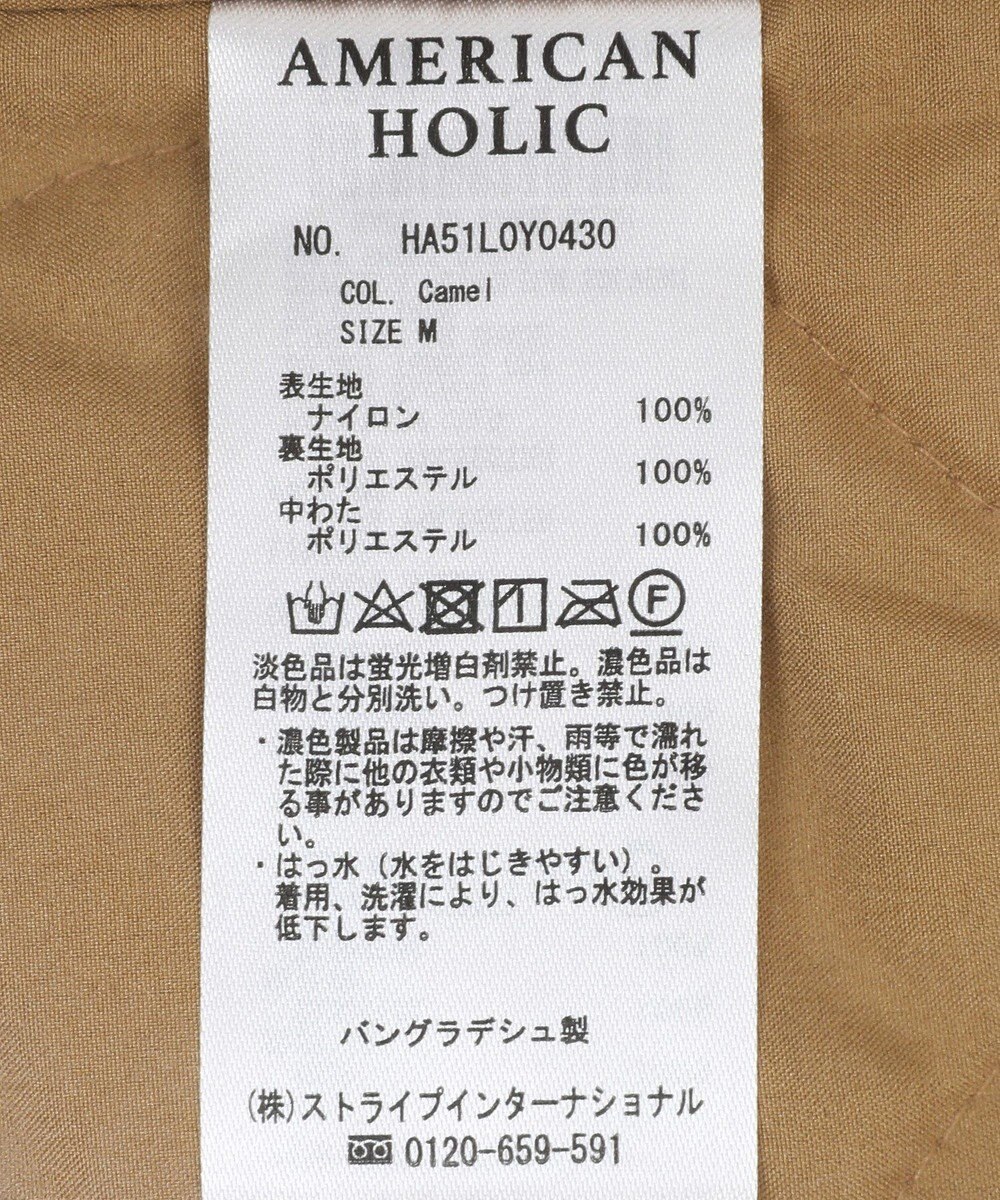 AMERICAN
HOLIC
NO. HA51L0Y0430
COL. Camel
SIZE M
表生地
ナイロン 100%
裏生地
ポリエステル 100%
中わた
ポリエステル 100%
F
淡色品は蛍光増白剤禁止。濃色品は
白物と分別洗い。つけ置き禁止。
・濃色製品は摩擦や汗、雨等で濡れ
た際に他の衣類や小物類に色が移
る事がありますのでご注意くださ
い。
・はっ水（水をはじきやすい）。
着用、洗濯により、はっ水効果が
低下します。
バングラデシュ製
(株)ストライプインターナショナル
0120-659-591